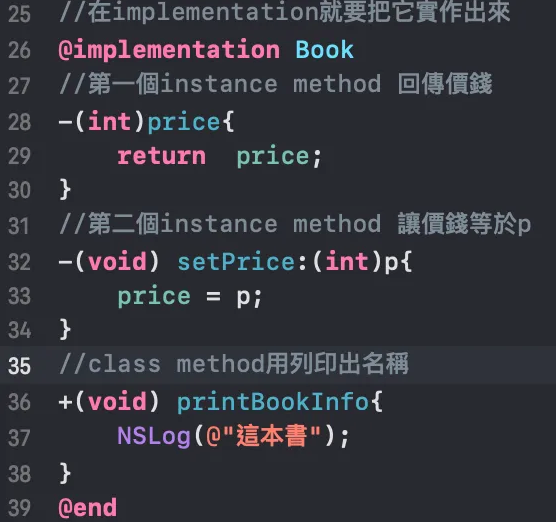 25 //在implementation就要把它實作出來
26 @implementation Book
27 //第一個instance method 回傳價錢
28 -(int)price{
29     return  price;
30 }
31 //第二個instance method 讓價錢等於p
32 -(void) setPrice:(int)p{
33     price = p;
34 }
35 //class method用列印出名稱
36 +(void) printBookInfo{
37     NSLog(@"這本書");
38 }
39 @end